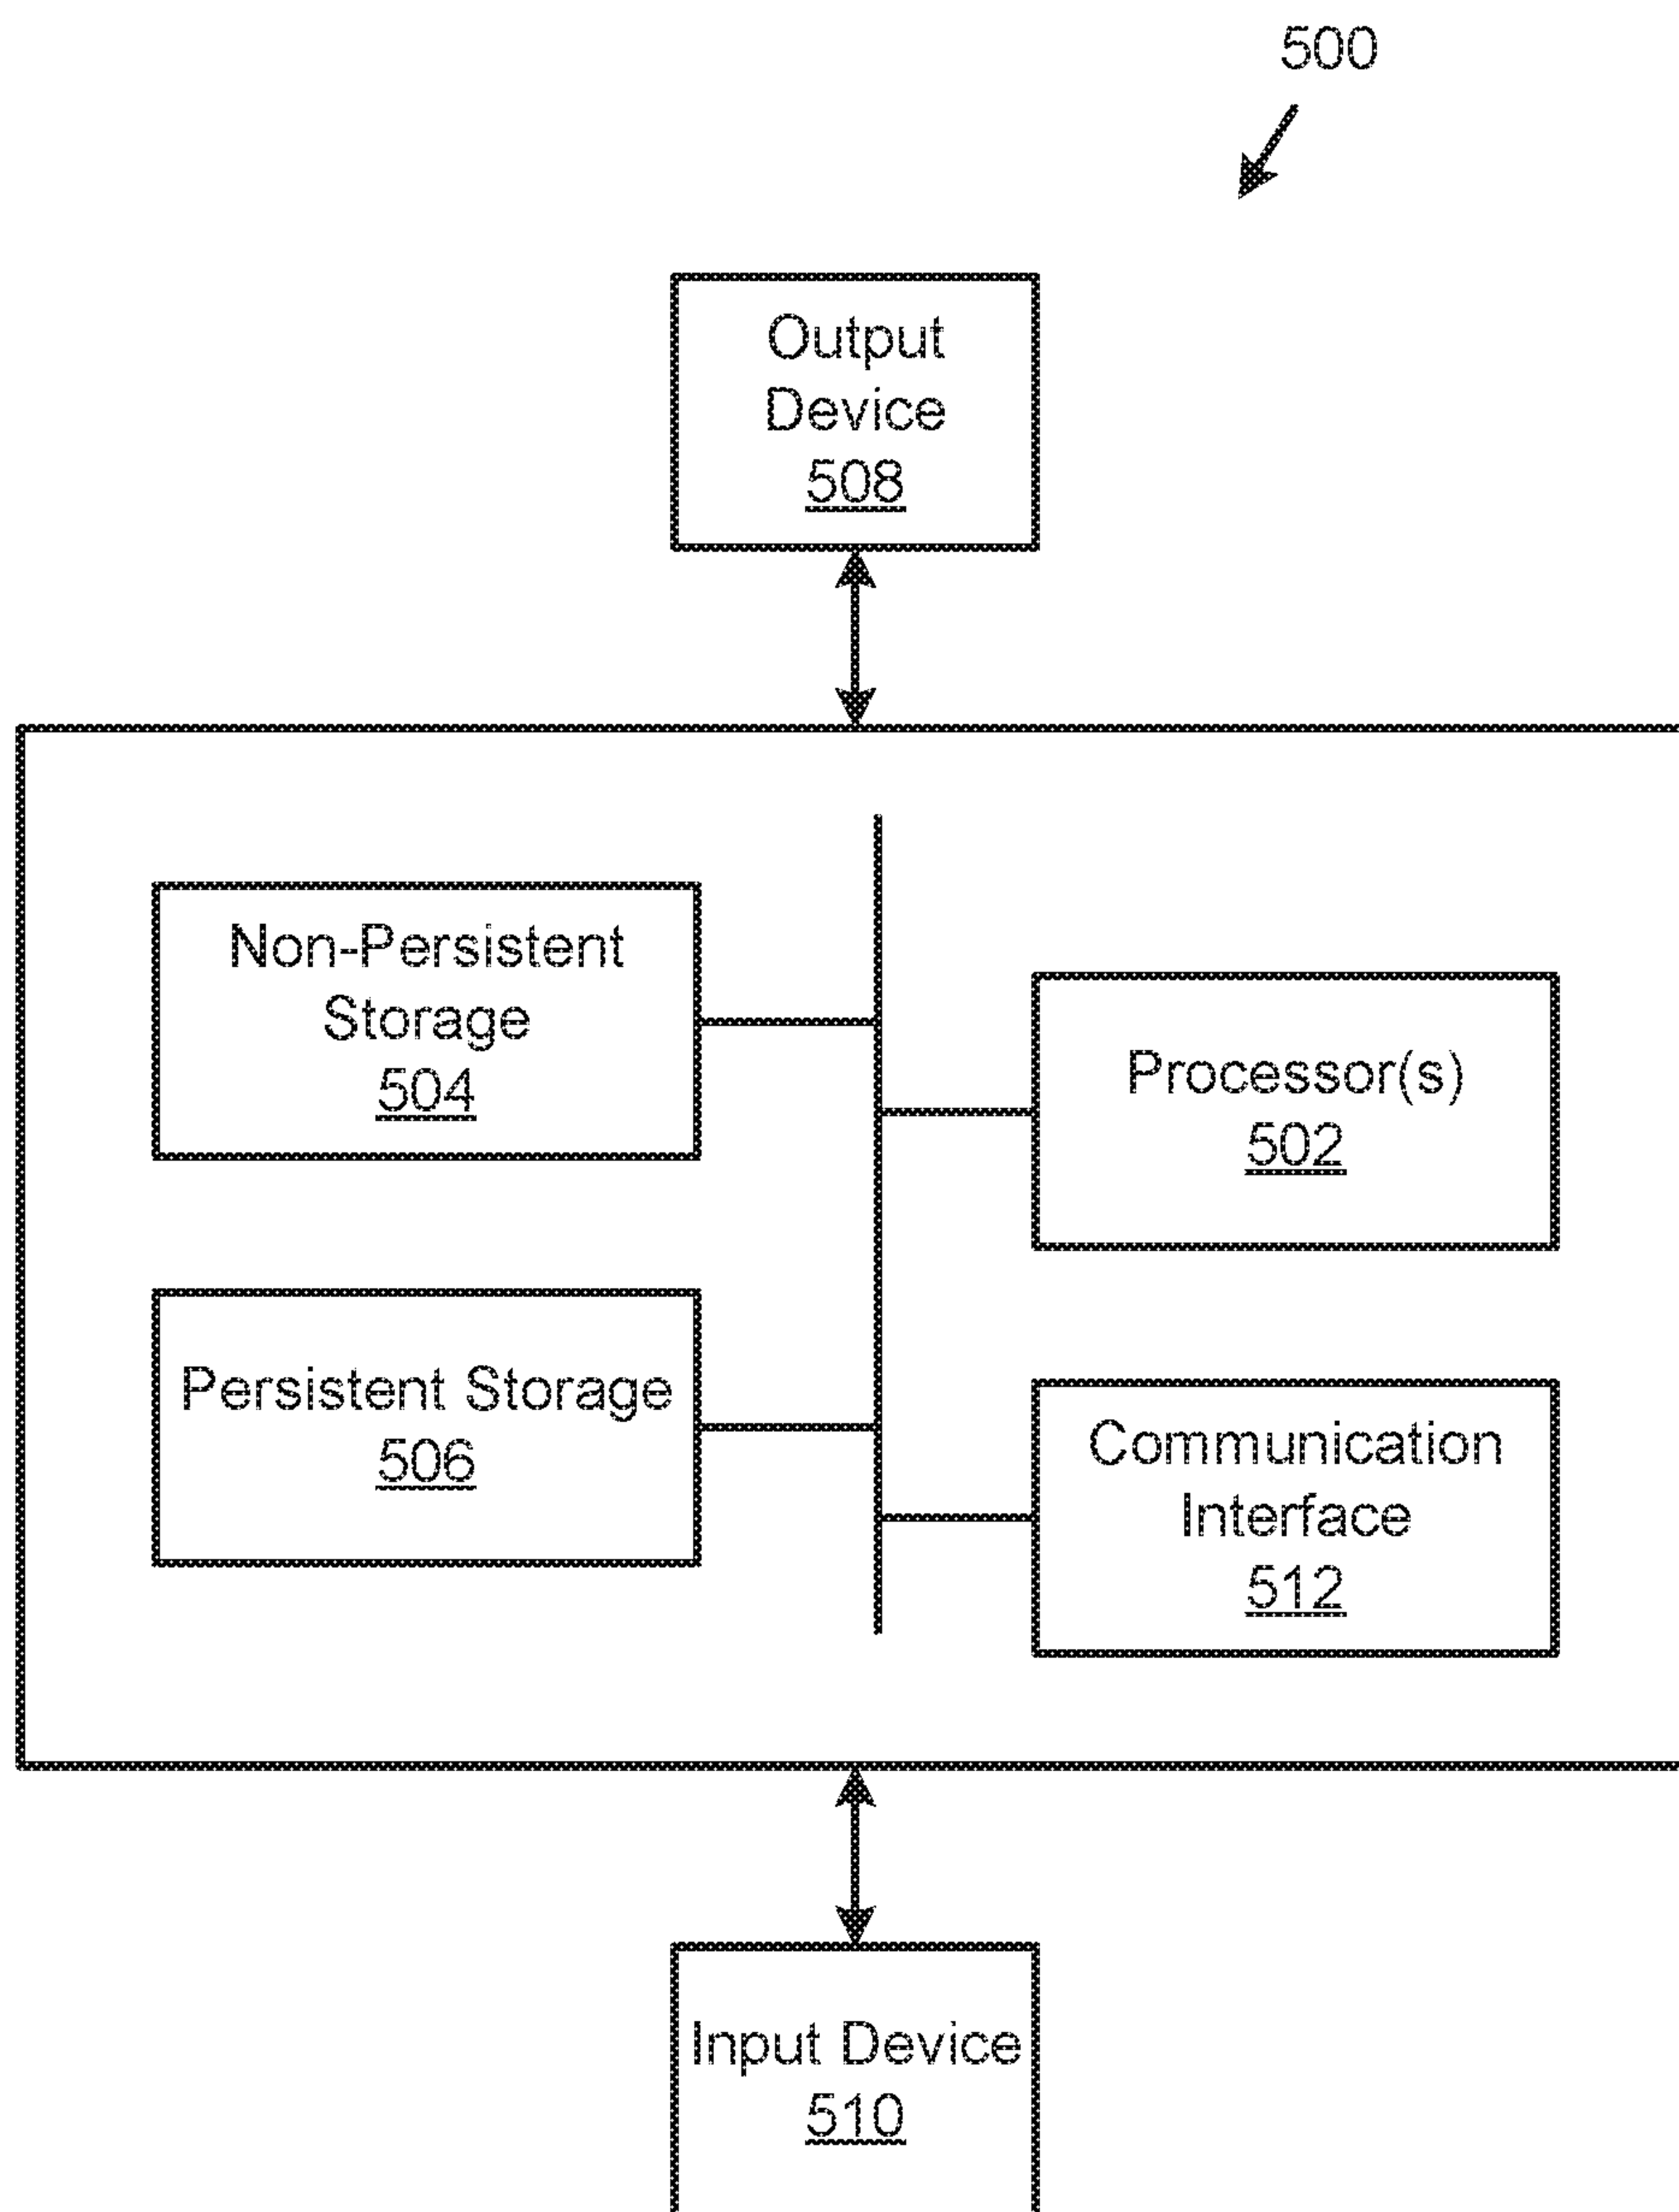 500
Output
Device
508
Non-Persistent
Storage
504
Processor(s)
502
Persistent Storage
506
Communication
Interface
512
Input Device
510